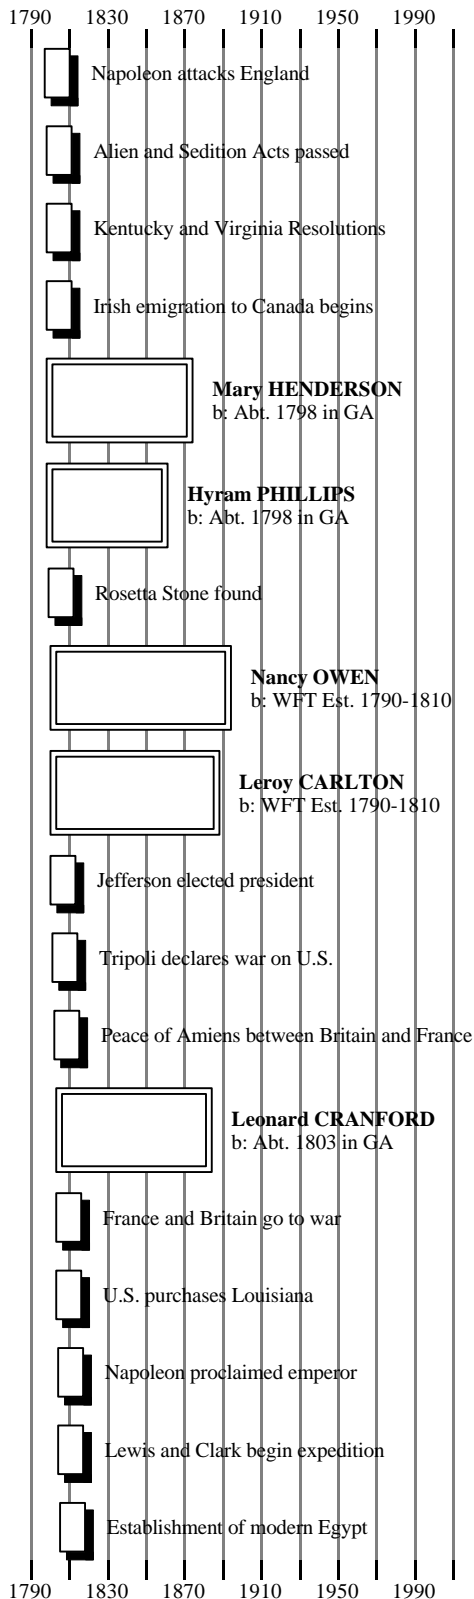 1790 1830 1870 1910 1950 1990
Napoleon attacks England
Alien and Sedition Acts passed
Kentucky and Virginia Resolutions
Irish emigration to Canada begins
Mary HENDERSON
b: Abt. 1798 in GA
Hyram PHILLIPS
b: Abt. 1798 in GA
Rosetta Stone found
Nancy OWEN
b: WFT Est. 1790-1810
Leroy CARLTON
b: WFT Est. 1790-1810
Jefferson elected president
Tripoli declares war on U.S.
Peace of Amiens between Britain and France
Leonard CRANFORD
b: Abt. 1803 in GA
France and Britain go to war
U.S. purchases Louisiana
Napoleon proclaimed emperor
Lewis and Clark begin expedition
Establishment of modern Egypt
1790 1830 1870 1910 1950 1990